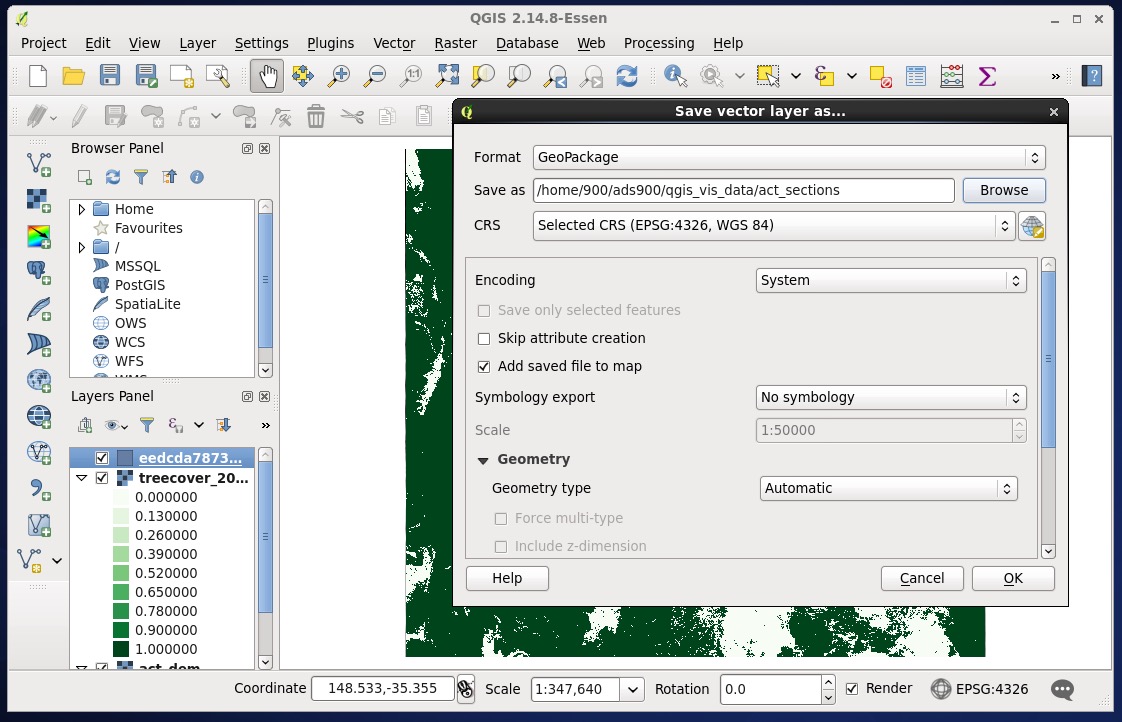 QGIS 2.14.8-Essen
Project Edit View Layer Settings Plugins Vector Raster Database Web Processing Help
1:1
»
?
Save vector layer as...
Browser Panel
Home
Favourites
/
MSSQL
PostGIS
SpatiaLite
OWS
WCS
WFS
Layers Panel
»
eedcda7873...
treecover_20...
0.000000
0.130000
0.260000
0.390000
0.520000
0.650000
0.780000
0.900000
1.000000
act_dem
Format GeoPackage
Save as /home/900/ads900/qgis_vis_data/act_sections Browse
CRS Selected CRS (EPSG:4326, WGS 84)
Encoding System
Save only selected features
Skip attribute creation
Add saved file to map
Symbology export No symbology
Scale 1:50000
Geometry
Geometry type Automatic
Force multi-type
Include z-dimension
Help Cancel OK
Coordinate 148.533,-35.355 Scale 1:347,640 Rotation 0.0 Render EPSG:4326